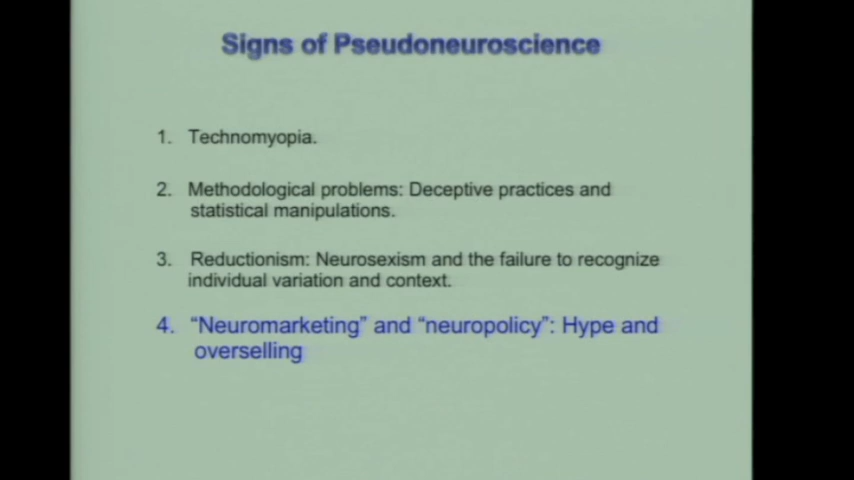 Signs of Pseudoneuroscience
1. Technomyopia.
2. Methodological problems: Deceptive practices and
statistical manipulations.
3. Reductionism: Neurosexism and the failure to recognize
individual variation and context.
4. “Neuromarketing” and “neuropolicy”: Hype and
overselling